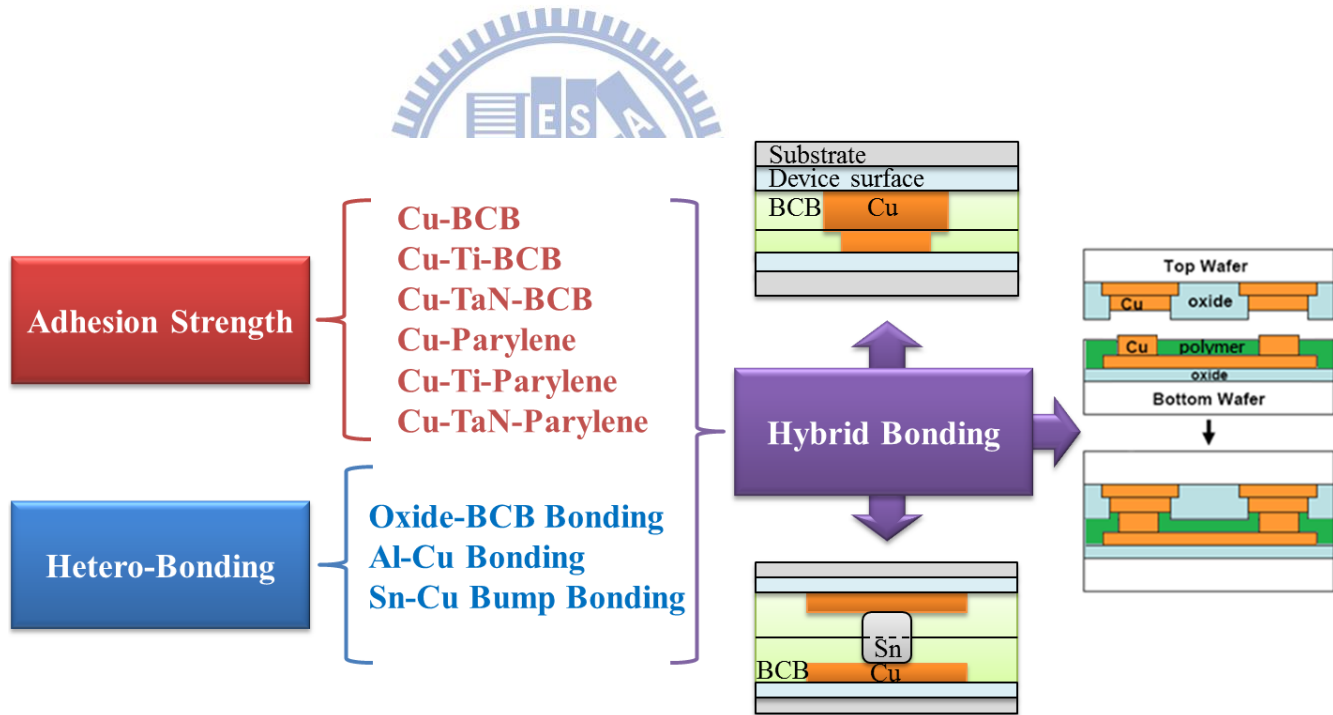 ESA
Substrate
Device surface
BCB
Cu
Adhesion Strength
Cu-BCB
Cu-Ti-BCB
Cu-TaN-BCB
Cu-Parylene
Cu-Ti-Parylene
Cu-TaN-Parylene
Hetero-Bonding
Oxide-BCB Bonding
Al-Cu Bonding
Sn-Cu Bump Bonding
Hybrid Bonding
Top Wafer
Cu
oxide
Cu
polymer
oxide
Bottom Wafer
Sn
BCB
Cu